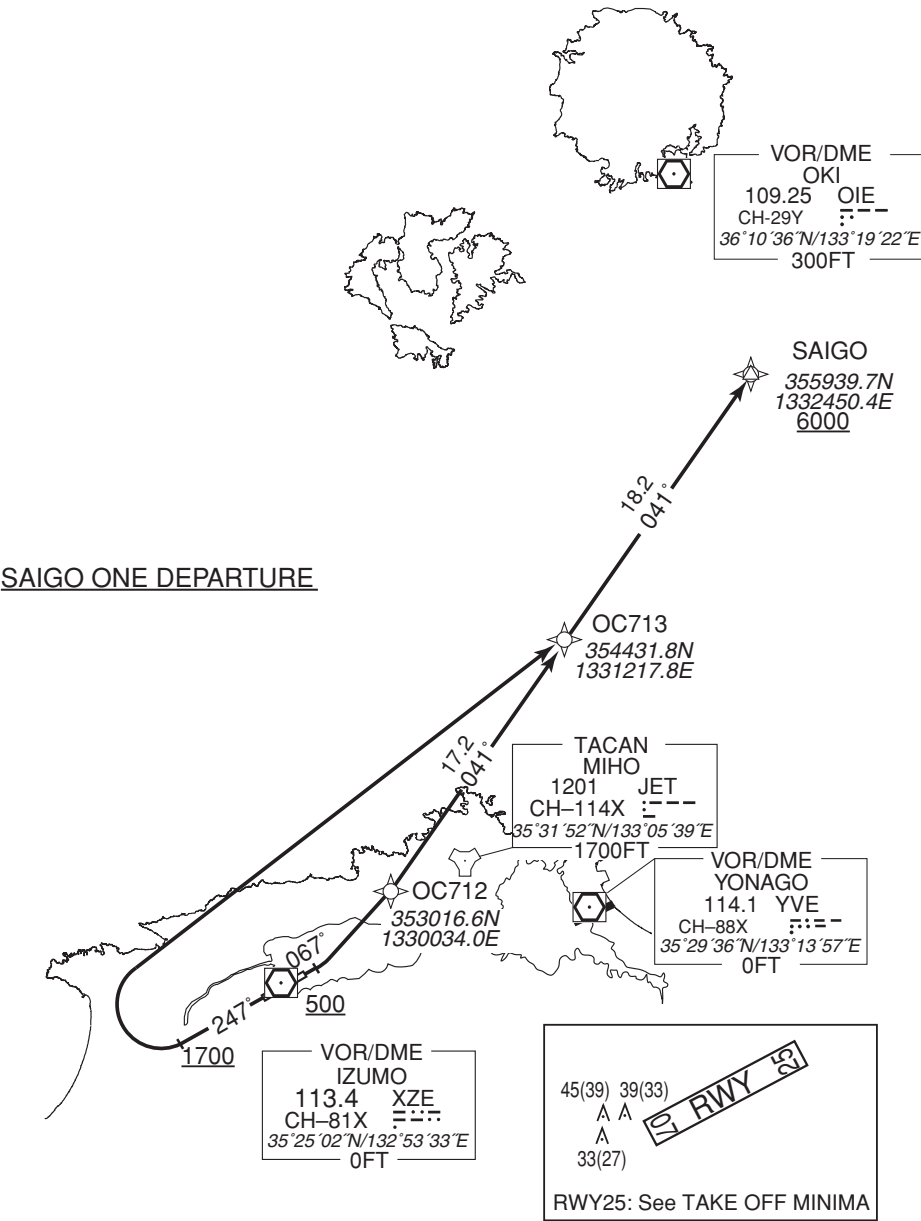 VOR/DME
OKI
109.25 OIE
CH-29Y
36°10´36˝N/133°19´22˝E
300FT
SAIGO
355939.7N
1332450.4E
6000
18.2
041°
SAIGO ONE DEPARTURE
OC713
354431.8N
1331217.8E
17.2
041°
TACAN
MIHO
1201 JET
CH–114X
35°31´52˝N/133°05´39˝E
1700FT
VOR/DME
YONAGO
114.1 YVE
CH–88X
35°29´36˝N/133°13´57˝E
0FT
OC712
353016.6N
1330034.0E
067°
500
247°
1700
VOR/DME
IZUMO
113.4 XZE
CH–81X
35°25´02˝N/132°53´33˝E
0FT
45(39) 39(33)
33(27)
07 RWY 25
RWY25: See TAKE OFF MINIMA